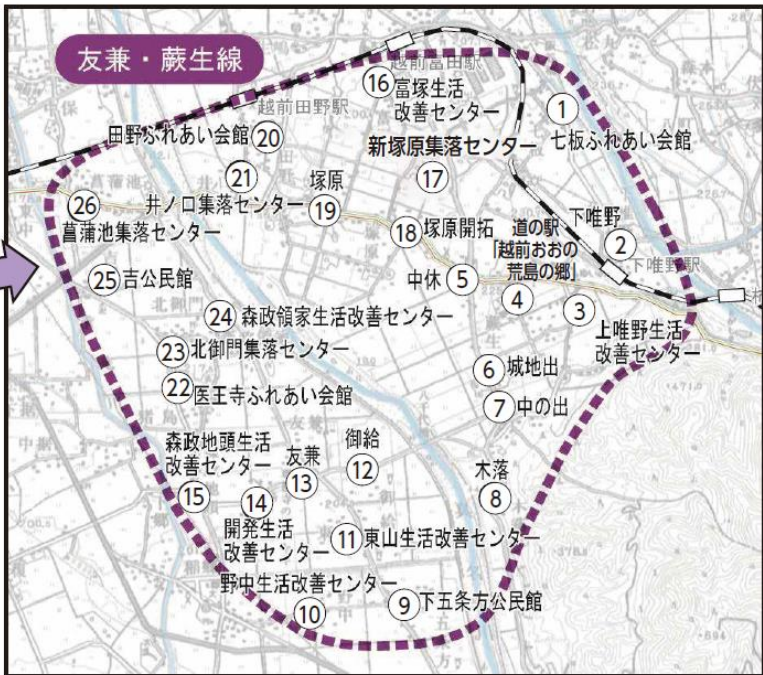 友兼・蕨生線
越前富田駅
⑯
富塚生活
改善センター
①
七板ふれあい会館
越前田野駅
田野ふれあい会館
⑳
新塚原集落センター
⑰
㉑
井ノ口集落センター
塚原
⑲
㉖
菖蒲池集落センター
菖蒲池
⑱
塚原開拓
道の駅
「越前おおの
荒島の郷」
④
下唯野
②
下唯野駅
㉕
吉公民館
中休
⑤
③
上唯野生活
改善センター
㉔
森政領家生活改善センター
㉓
北御門集落センター
㉒
医王寺ふれあい会館
⑥
城地出
⑦
中の出
森政地頭生活
改善センター
⑮
友兼
⑬
御給
⑫
木落
⑧
⑭
開発生活
改善センター
⑪
東山生活改善センター
野中生活改善センター
⑩
⑨
下五条方公民館